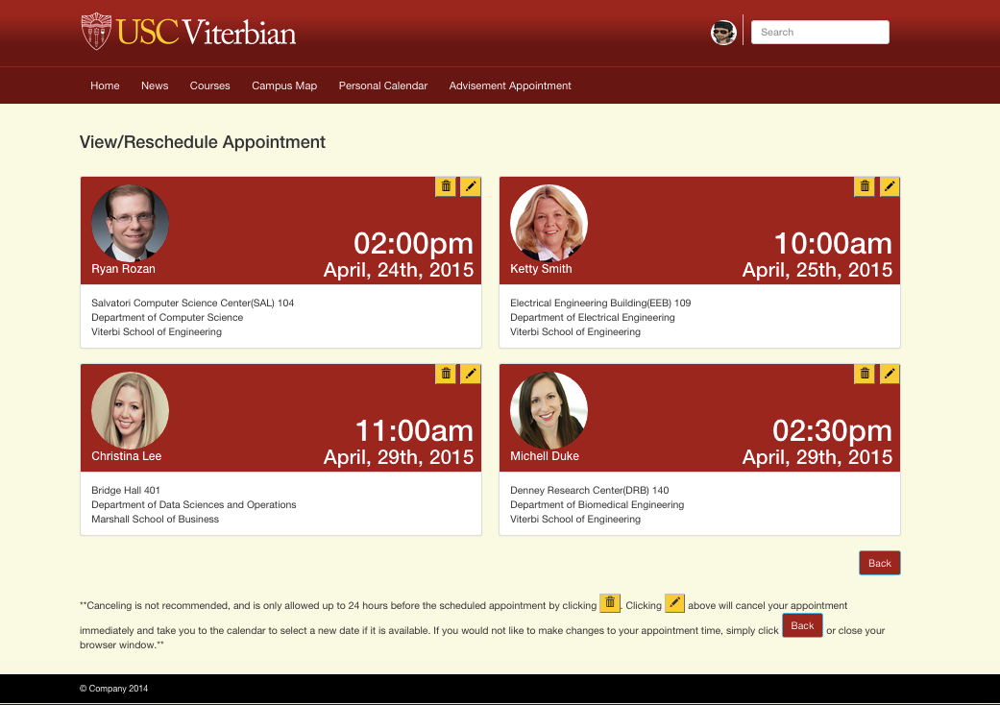 USC Viterbian
Search
Home News Courses Campus Map Personal Calendar Advisement Appointment
View/Reschedule Appointment
02:00pm
Ryan Rozan April, 24th, 2015
Salvatori Computer Science Center(SAL) 104
Department of Computer Science
Viterbi School of Engineering
10:00am
Ketty Smith April, 25th, 2015
Electrical Engineering Building(EEB) 109
Department of Electrical Engineering
Viterbi School of Engineering
11:00am
Christina Lee April, 29th, 2015
Bridge Hall 401
Department of Data Sciences and Operations
Marshall School of Business
02:30pm
Michell Duke April, 29th, 2015
Denney Research Center(DRB) 140
Department of Biomedical Engineering
Viterbi School of Engineering
Back
**Canceling is not recommended, and is only allowed up to 24 hours before the scheduled appointment by clicking . Clicking above will cancel your appointment
immediately and take you to the calendar to select a new date if it is available. If you would not like to make changes to your appointment time, simply click Back or close your
browser window.**
© Company 2014